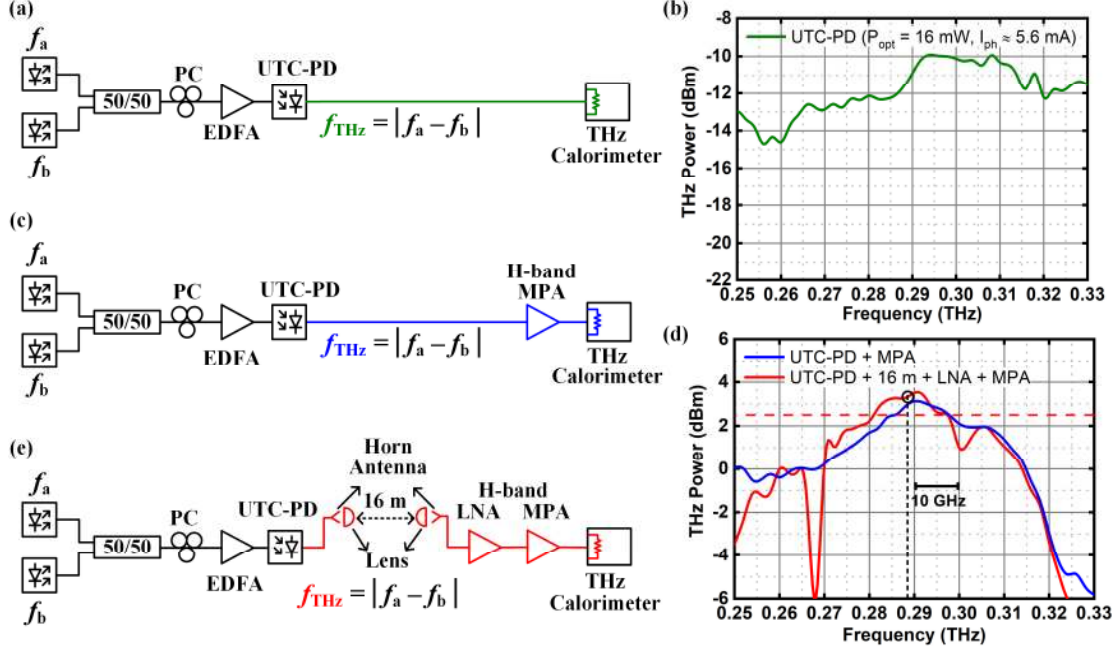 (a)
fa
fb
50/50
PC
EDFA
UTC-PD
fTHz = |fa − fb|
THz
Calorimeter
(b)
UTC-PD (Popt = 16 mW, Iph ≈ 5.6 mA)
THz Power (dBm)
-8
-10
-12
-14
-16
-18
-20
-22
0.25 0.26 0.27 0.28 0.29 0.30 0.31 0.32 0.33
Frequency (THz)
(c)
fa
fb
50/50
PC
EDFA
UTC-PD
fTHz = |fa − fb|
H-band
MPA
THz
Calorimeter
(d)
UTC-PD + MPA
UTC-PD + 16 m + LNA + MPA
THz Power (dBm)
6
4
2
0
-2
-4
-6
10 GHz
0.25 0.26 0.27 0.28 0.29 0.30 0.31 0.32 0.33
Frequency (THz)
(e)
fa
fb
50/50
PC
EDFA
UTC-PD
Horn
Antenna
16 m
Lens
fTHz = |fa − fb|
H-band
LNA MPA
THz
Calorimeter